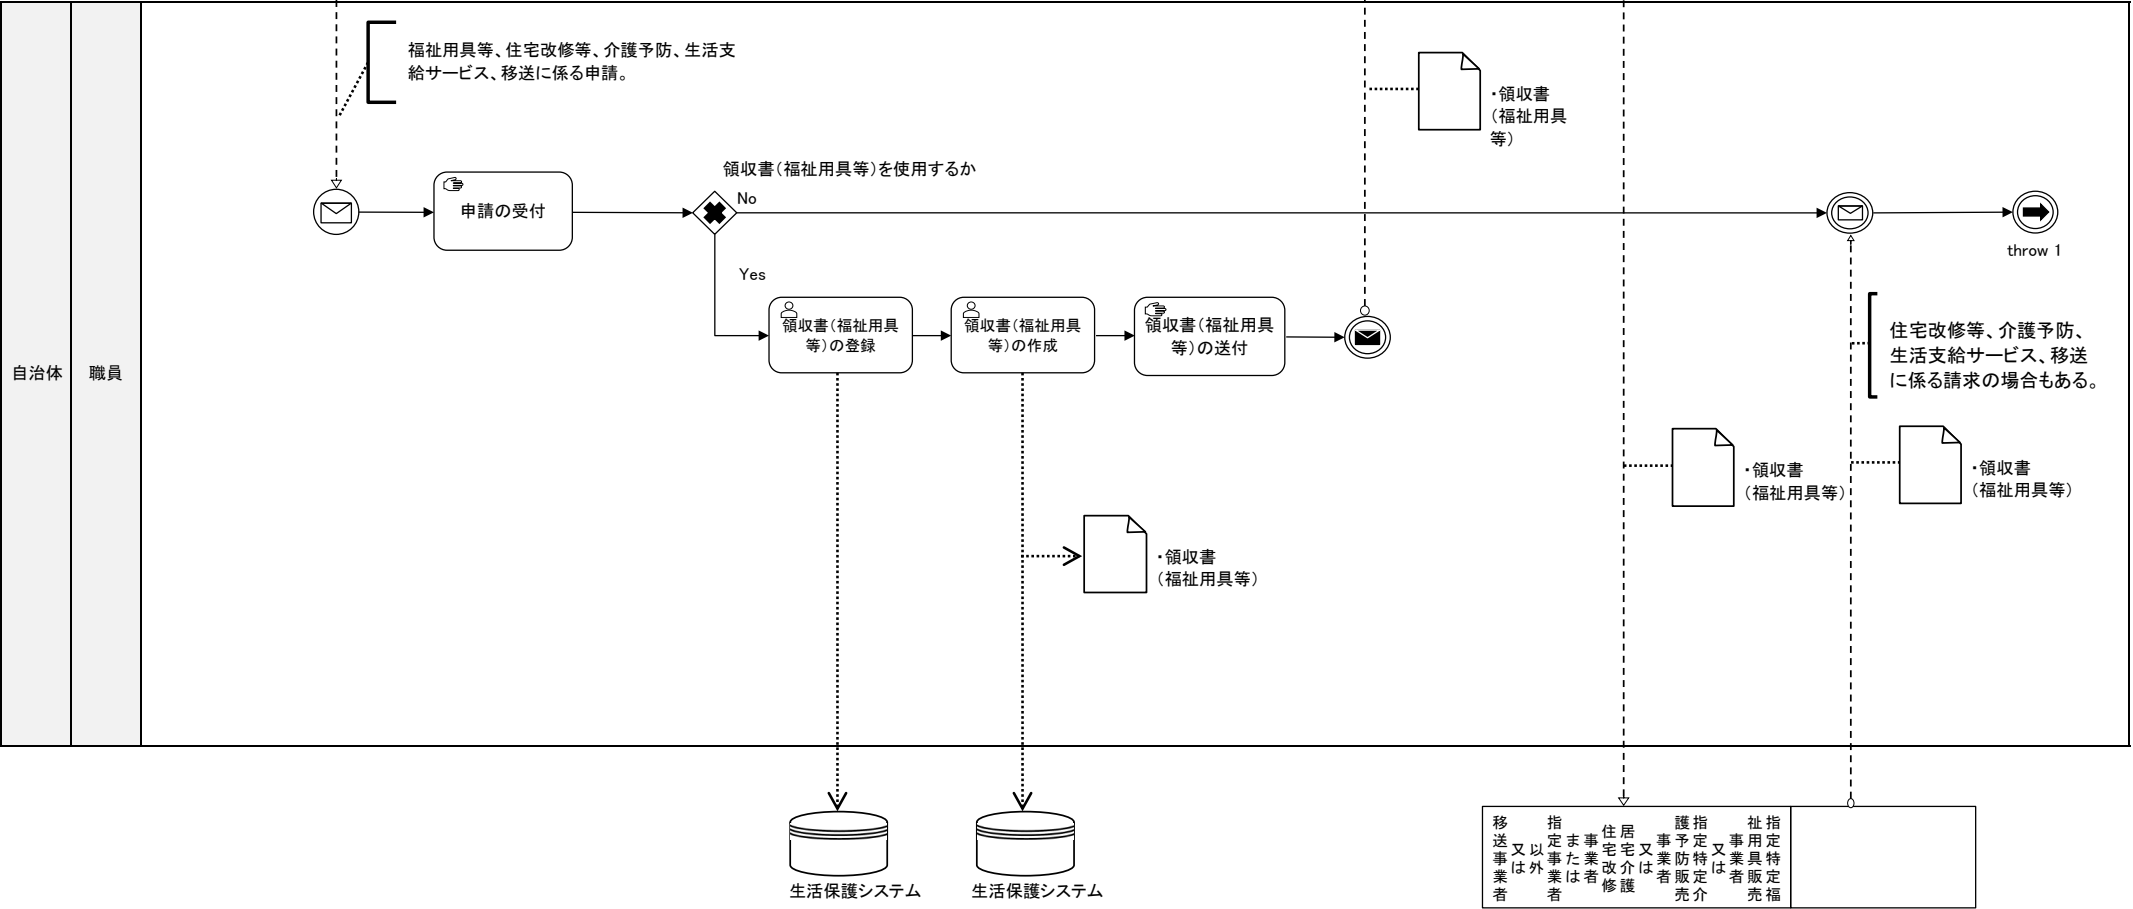 福祉用具等、住宅改修等、介護予防、生活支
給サービス、移送に係る申請。
・領収書
（福祉用具
等）
領収書（福祉用具等）を使用するか
No
申請の受付
throw 1
Yes
領収書（福祉用具
等）の登録
領収書（福祉用具
等）の作成
領収書（福祉用具
等）の送付
住宅改修等、介護予防、
生活支給サービス、移送
に係る請求の場合もある。
自治体
職員
・領収書
（福祉用具等）
・領収書
（福祉用具等）
・領収書
（福祉用具等）
生活保護システム
生活保護システム
指定特定福
祉用具販売
事業者
又は
指定特定介
護予防販売
事業者
又は
居宅介護
住宅改修
事業者
または
指定事業者
以外
又は
移送事業者